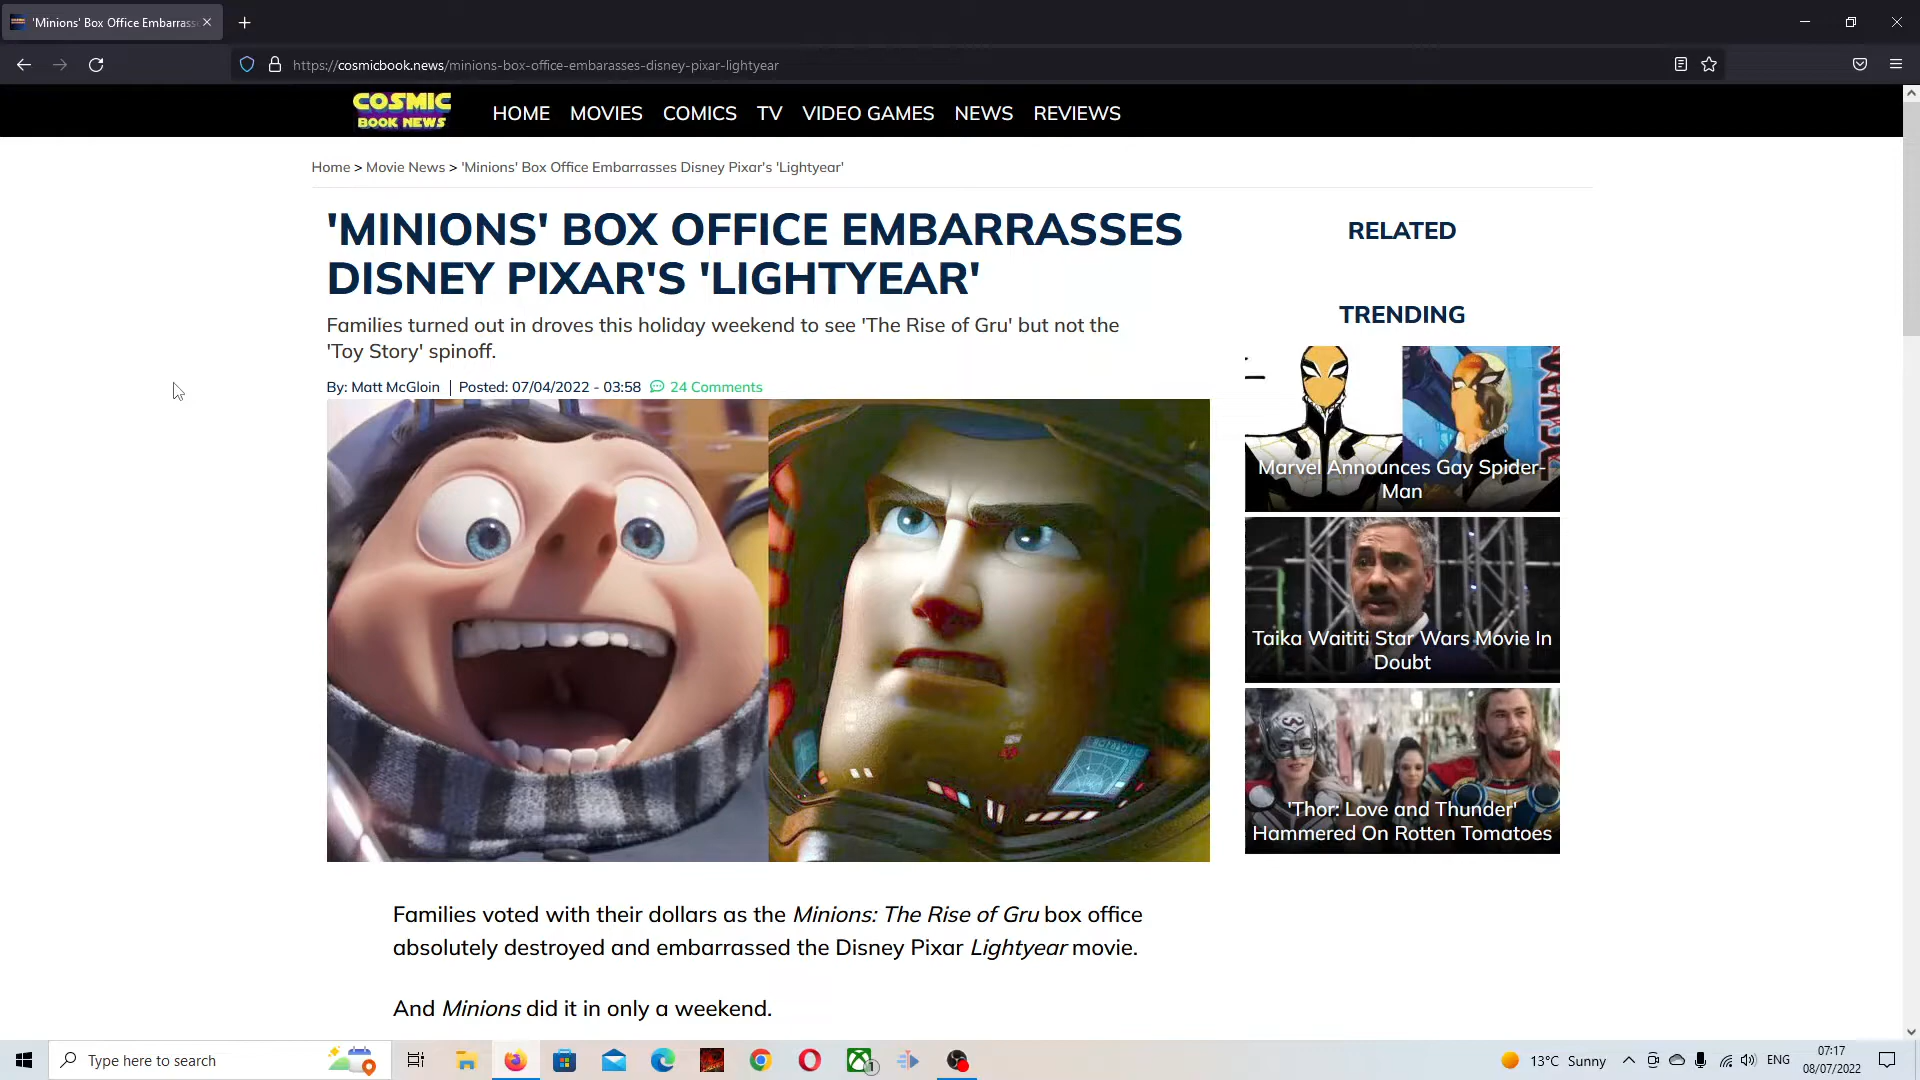 'Minions' Box Office Embarrass
https://cosmicbook.news/minions-box-office-embarasses-disney-pixar-lightyear
COSMIC
BOOK NEWS
HOME MOVIES COMICS TV VIDEO GAMES NEWS REVIEWS
Home > Movie News > 'Minions' Box Office Embarrasses Disney Pixar's 'Lightyear'
'MINIONS' BOX OFFICE EMBARRASSES
DISNEY PIXAR'S 'LIGHTYEAR'
Families turned out in droves this holiday weekend to see 'The Rise of Gru' but not the
'Toy Story' spinoff.
By: Matt McGloin | Posted: 07/04/2022 - 03:58 24 Comments
Families voted with their dollars as the Minions: The Rise of Gru box office
absolutely destroyed and embarrassed the Disney Pixar Lightyear movie.
And Minions did it in only a weekend.
RELATED
TRENDING
Marvel Announces Gay Spider-
Man
Taika Waititi Star Wars Movie In
Doubt
'Thor: Love and Thunder'
Hammered On Rotten Tomatoes
Type here to search
1
13°C Sunny
ENG
07:17
08/07/2022